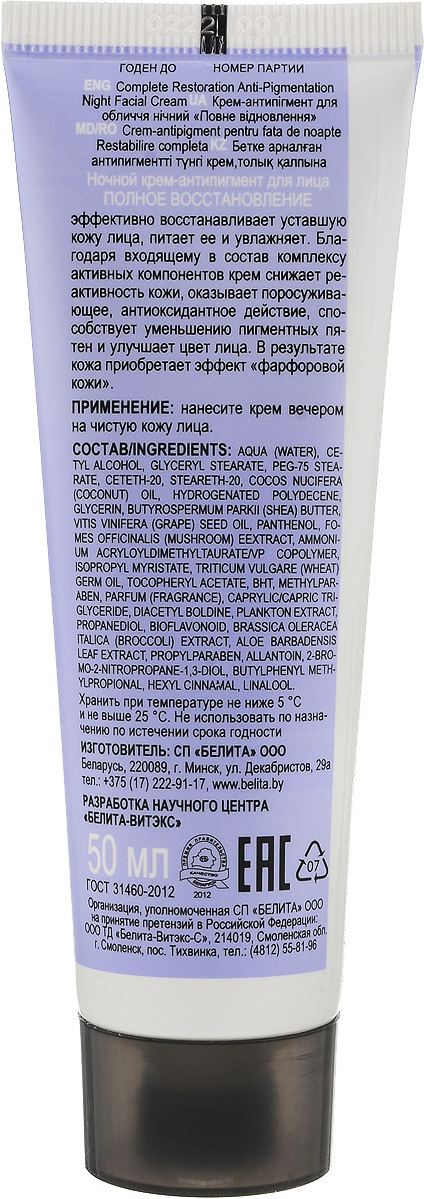 0222 001
ГОДЕН ДО НОМЕР ПАРТИИ
ENG Complete Restoration Anti-Pigmentation
Night Facial Cream UA Крем-антипігмент для
обличчя нічний «Повне відновлення»
MD/RO Crem-antipigment pentru fata de noapte
Restabilire completa KZ Бетке арналған
антипигментті түнгі крем,толық қалпына
Ночной крем-антипигмент для лица
ПОЛНОЕ ВОССТАНОВЛЕНИЕ
эффективно восстанавливает уставшую
кожу лица, питает ее и увлажняет. Бла-
годаря входящему в состав комплексу
активных компонентов крем снижает ре-
активность кожи, оказывает поросужива-
ющее, антиоксидантное действие, спо-
собствует уменьшению пигментных пя-
тен и улучшает цвет лица. В результате
кожа приобретает эффект «фарфоровой
кожи».
ПРИМЕНЕНИЕ: нанесите крем вечером
на чистую кожу лица.
СОСТАВ/INGREDIENTS: AQUA (WATER), CE-
TYL ALCOHOL, GLYCERYL STEARATE, PEG-75 STEA-
RATE, CETETH-20, STEARETH-20, COCOS NUCIFERA
(COCONUT) OIL, HYDROGENATED POLYDECENE,
GLYCERIN, BUTYROSPERMUM PARKII (SHEA) BUTTER,
VITIS VINIFERA (GRAPE) SEED OIL, PANTHENOL, FO-
MES OFFICINALIS (MUSHROOM) EEXTRACT, AMMONIUM
ACRYLOYLDIMETHYLTAURATE/VP COPOLYMER,
ISOPROPYL MYRISTATE, TRITICUM VULGARE (WHEAT)
GERM OIL, TOCOPHERYL ACETATE, BHT, METHYLPAR-
ABEN, PARFUM (FRAGRANCE), CAPRYLIC/CAPRIC TRI-
GLYCERIDE, DIACETYL BOLDINE, PLANKTON EXTRACT,
PROPANEDIOL, BIOFLAVONOID, BRASSICA OLERACEA
ITALICA (BROCCOLI) EXTRACT, ALOE BARBADENSIS
LEAF EXTRACT, PROPYLPARABEN, ALLANTOIN, 2-BRO-
MO-2-NITROPROPANE-1,3-DIOL, BUTYLPHENYL METH-
YLPROPIONAL, HEXYL CINNAMAL, LINALOOL.
Хранить при температуре не ниже 5 °С
и не выше 25 °С. Не использовать по назна-
чению по истечении срока годности
ИЗГОТОВИТЕЛЬ: СП «БЕЛИТА» ООО
Беларусь, 220089, г. Минск, ул. Декабристов, 29а
тел.: +375 (17) 222-91-17, www.belita.by
РАЗРАБОТКА НАУЧНОГО ЦЕНТРА
«БЕЛИТА-ВИТЭКС»
50 мл
КАЧЕСТВО
2012
ЕАС
07
ГОСТ 31460-2012
Организация, уполномоченная СП «БЕЛИТА» ООО
на принятие претензий в Российской Федерации:
ООО ТД «Белита-Витэкс-С», 214019, Смоленская обл.
г. Смоленск, пос. Тихвинка, тел.: (4812) 55-81-96